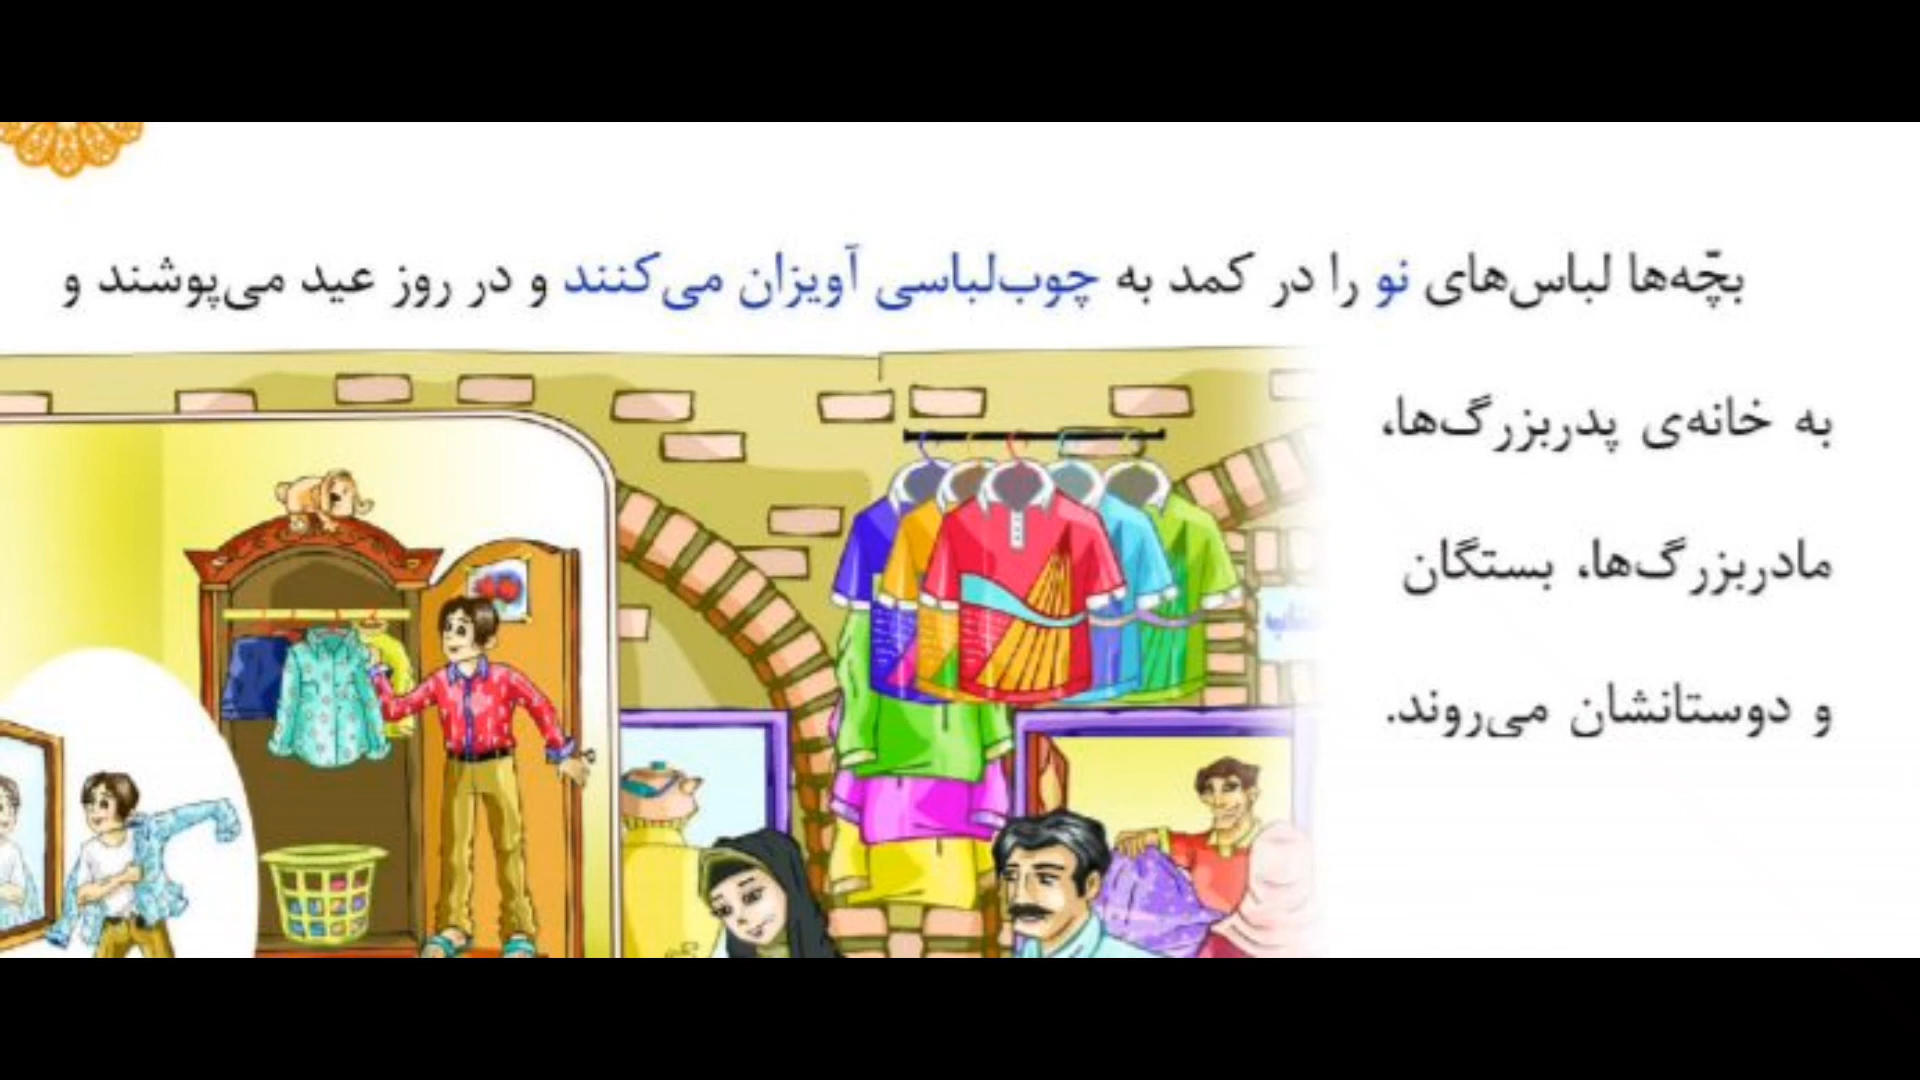 بچّه‌ها لباس‌های نو را در کمد به چوب‌لباسی آویزان می‌کنند و در روز عید می‌پوشند و
به خانه‌ی پدربزرگ‌ها،
مادربزرگ‌ها، بستگان
و دوستانشان می‌روند.